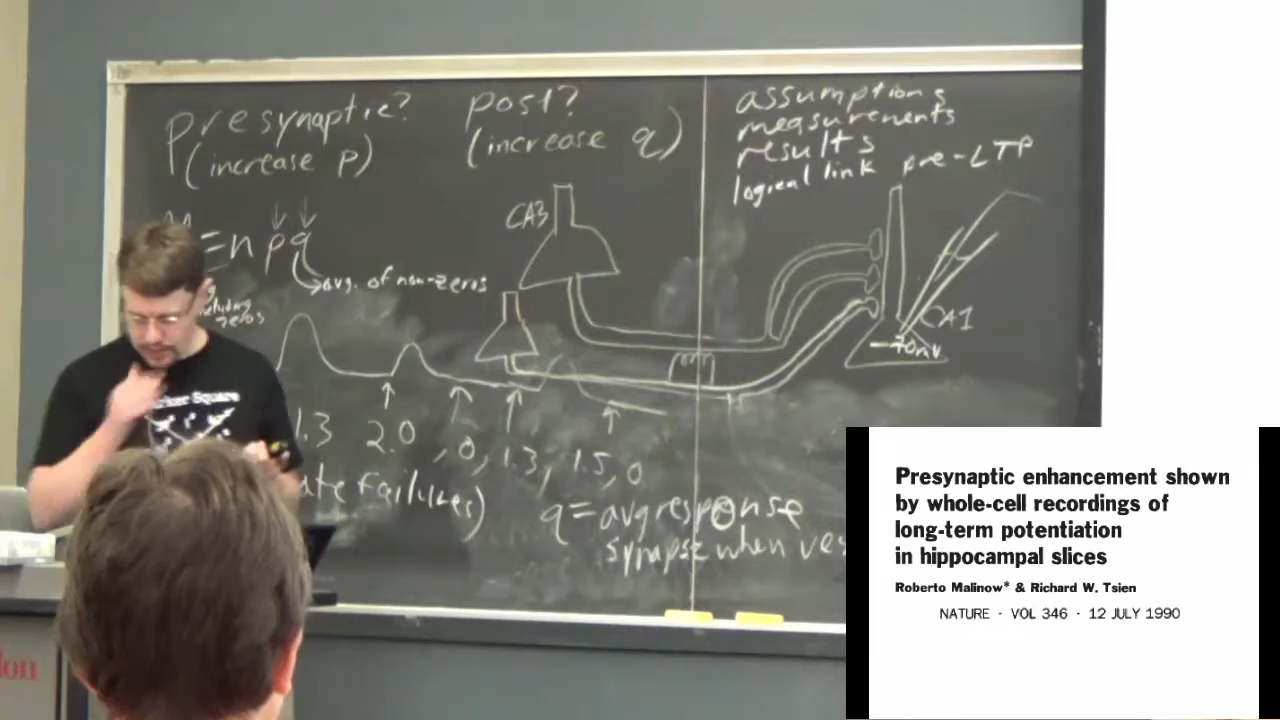 presynaptic?
(increase p)
post?
(increase q)
assumptions
measurements
results
logical link pre-LTP
CA3
= n p q
avg. of non-zeros
zeros
CA1
-70mV
1.3 2.0 , 0, 1.3, 1.5, 0
ate failures)
q = avg response
synapse when ves
Square
Presynaptic enhancement shown
by whole-cell recordings of
long-term potentiation
in hippocampal slices
Roberto Malinow* & Richard W. Tsien
NATURE · VOL 346 · 12 JULY 1990